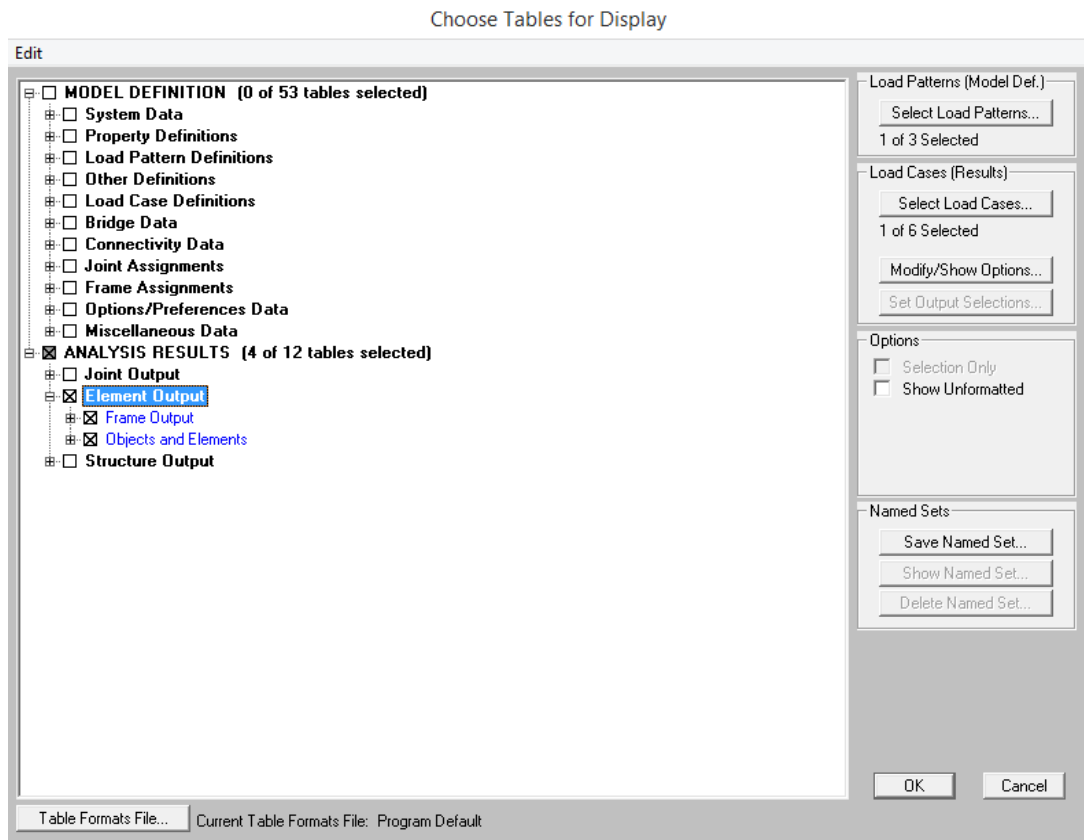 Choose Tables for Display
Edit
MODEL DEFINITION (0 of 53 tables selected)
System Data
Property Definitions
Load Pattern Definitions
Other Definitions
Load Case Definitions
Bridge Data
Connectivity Data
Joint Assignments
Frame Assignments
Options/Preferences Data
Miscellaneous Data
ANALYSIS RESULTS (4 of 12 tables selected)
Joint Output
Element Output
Frame Output
Objects and Elements
Structure Output
Load Patterns (Model Def.)
Select Load Patterns...
1 of 3 Selected
Load Cases (Results)
Select Load Cases...
1 of 6 Selected
Modify/Show Options...
Set Output Selections...
Options
Selection Only
Show Unformatted
Named Sets
Save Named Set...
Show Named Set...
Delete Named Set...
OK
Cancel
Table Formats File...
Current Table Formats File: Program Default